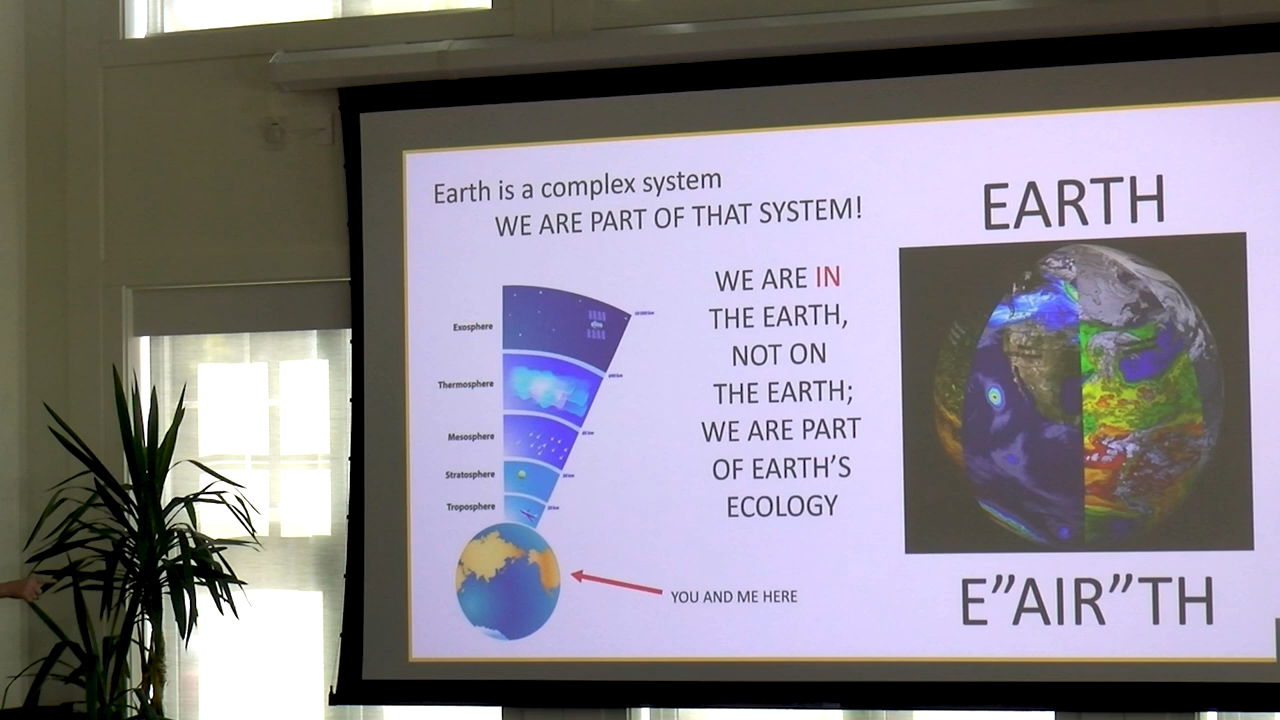 Earth is a complex system
WE ARE PART OF THAT SYSTEM!
EARTH
WE ARE IN
THE EARTH,
NOT ON
THE EARTH;
WE ARE PART
OF EARTH'S
ECOLOGY
Exosphere
Thermosphere
Mesosphere
Stratosphere
Troposphere
YOU AND ME HERE
E”AIR”TH